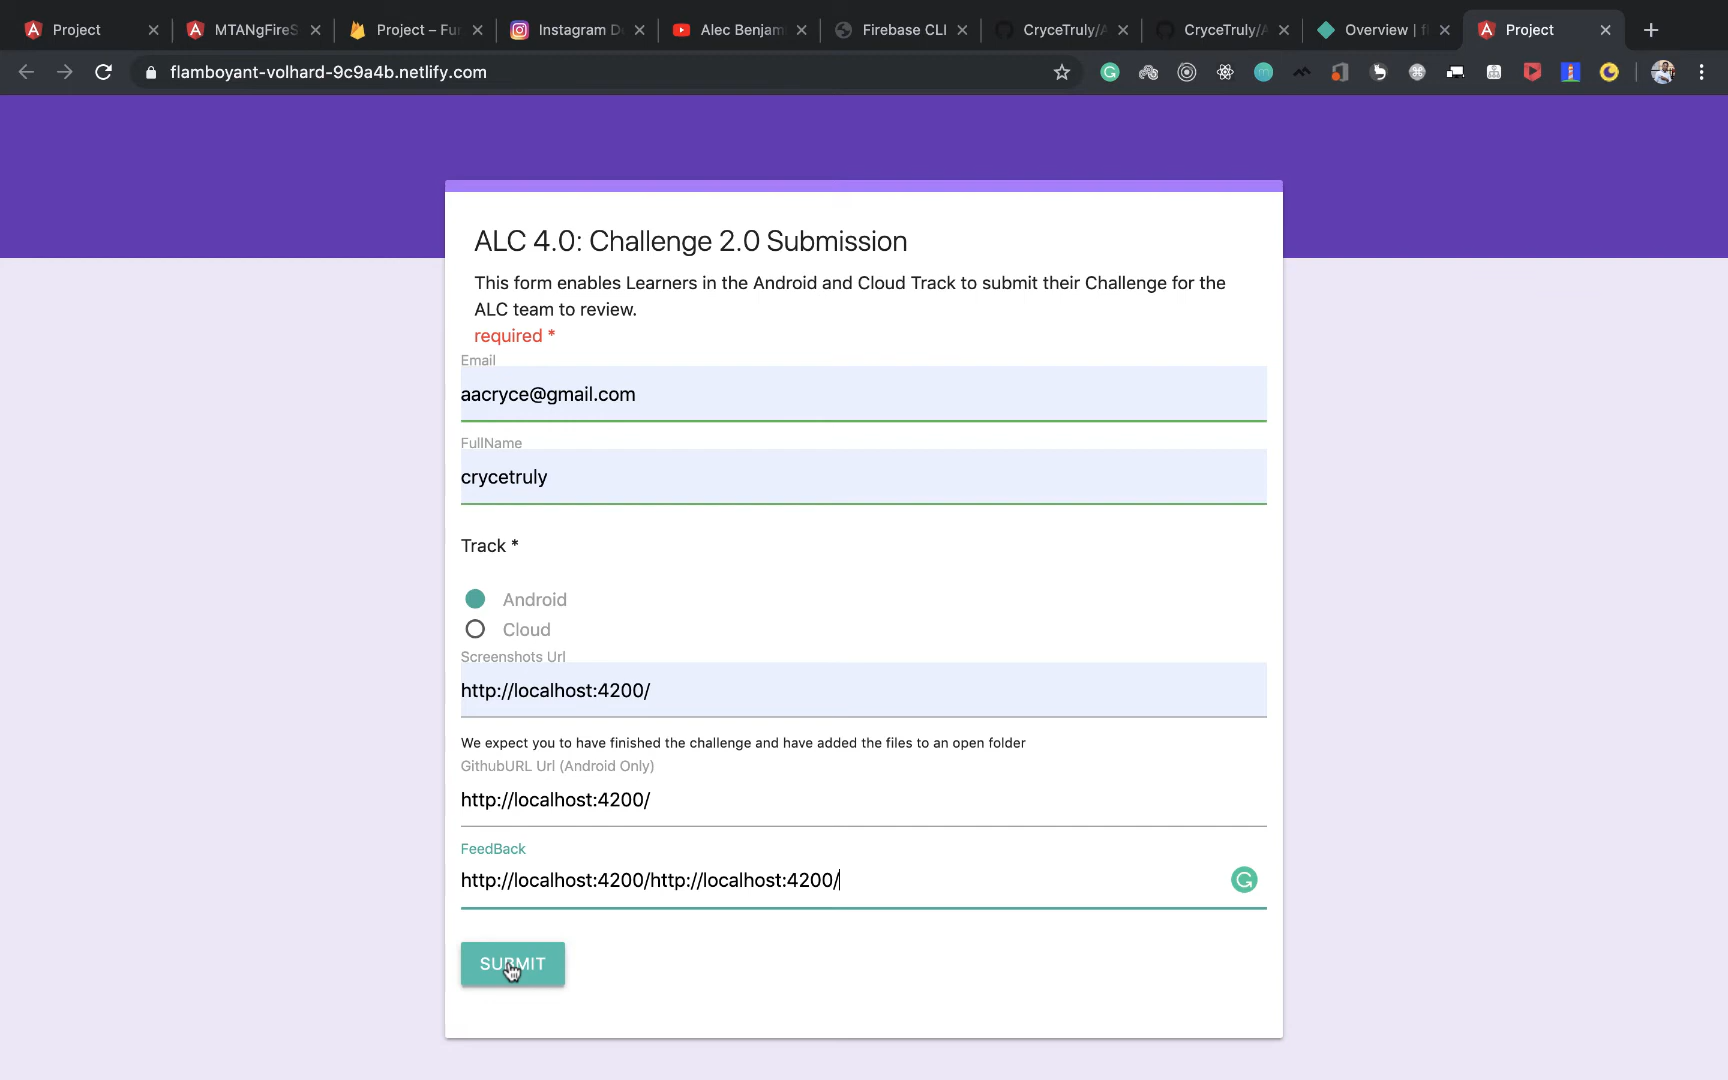 Project
MTANgFireS
Project – Fu
Instagram D
Alec Benjam
Firebase CLI
CryceTruly/A
CryceTruly/A
Overview | f
Project
flamboyant-volhard-9c9a4b.netlify.com
ALC 4.0: Challenge 2.0 Submission
This form enables Learners in the Android and Cloud Track to submit their Challenge for the
ALC team to review.
required *
Email
aacryce@gmail.com
FullName
crycetruly
Track *
Android
Cloud
Screenshots Url
http://localhost:4200/
We expect you to have finished the challenge and have added the files to an open folder
GithubURL Url (Android Only)
http://localhost:4200/
FeedBack
http://localhost:4200/http://localhost:4200/
SUBMIT